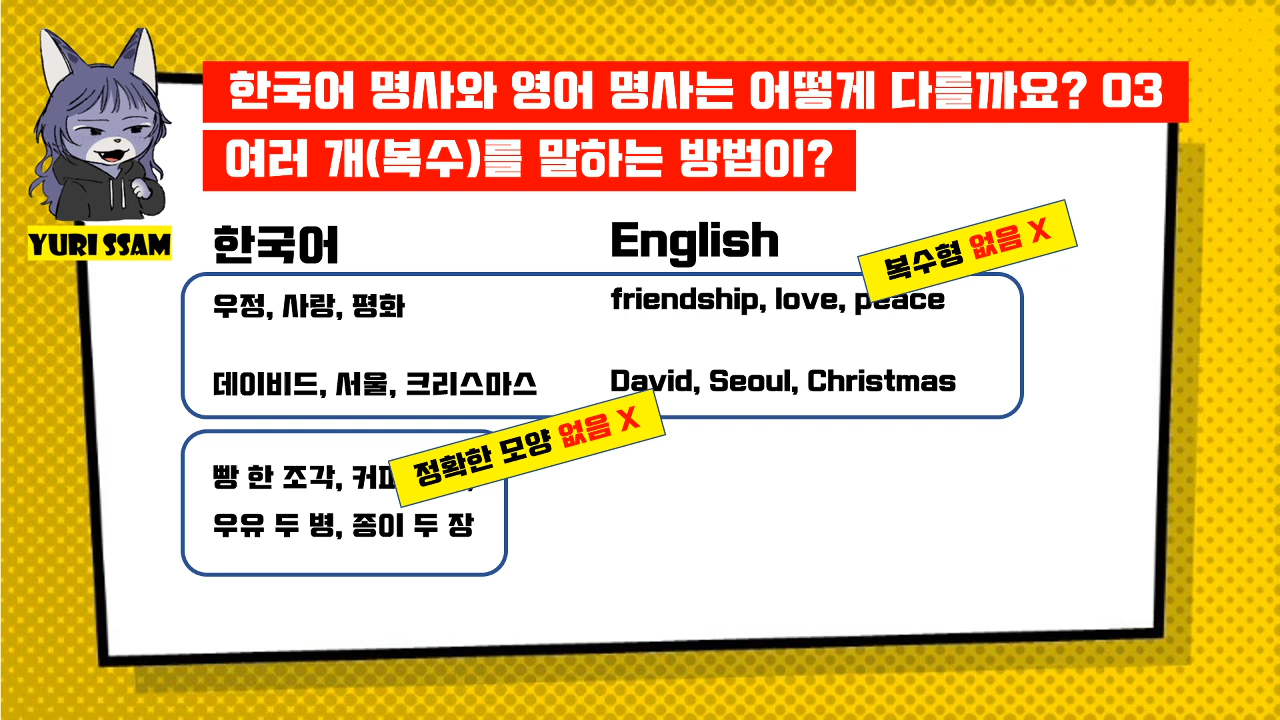 한국어 명사와 영어 명사는 어떻게 다를까요? 03
여러 개(복수)를 말하는 방법이?
YURI SSAM
한국어
English
복수형 없음 X
우정, 사랑, 평화
friendship, love, peace
데이비드, 서울, 크리스마스
David, Seoul, Christmas
정확한 모양 없음 X
빵 한 조각,
우유 두 병, 종이 두 장